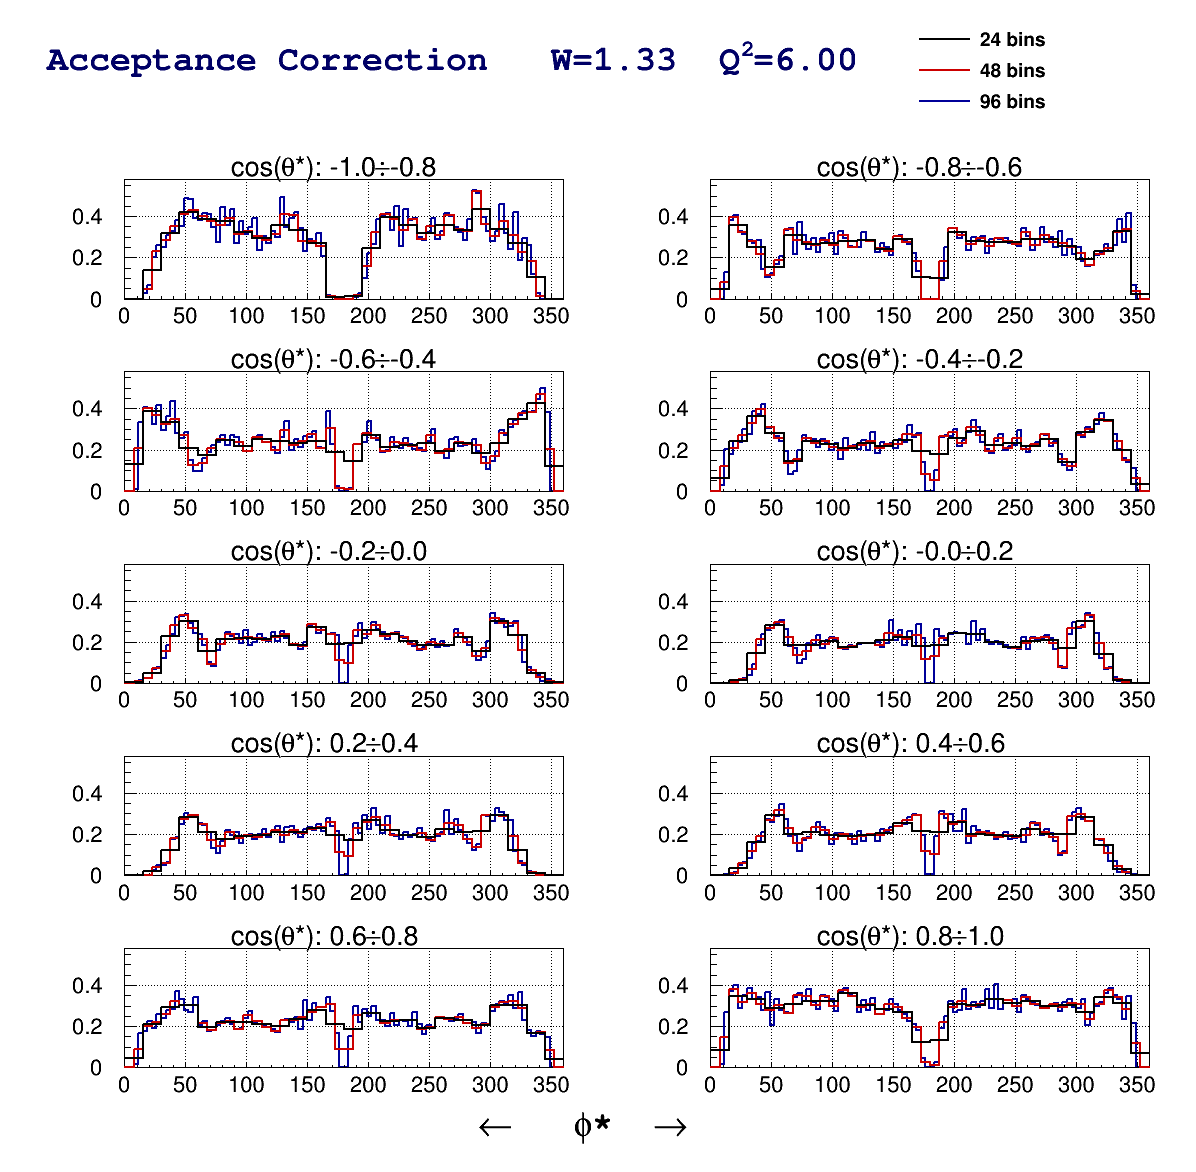 Acceptance Correction W=1.33 Q²=6.00
24 bins
48 bins
96 bins
cos(θ*): -1.0÷-0.8
0.4
0.2
0
0 50 100 150 200 250 300 350
cos(θ*): -0.8÷-0.6
0.4
0.2
0
0 50 100 150 200 250 300 350
cos(θ*): -0.6÷-0.4
0.4
0.2
0
0 50 100 150 200 250 300 350
cos(θ*): -0.4÷-0.2
0.4
0.2
0
0 50 100 150 200 250 300 350
cos(θ*): -0.2÷0.0
0.4
0.2
0
0 50 100 150 200 250 300 350
cos(θ*): -0.0÷0.2
0.4
0.2
0
0 50 100 150 200 250 300 350
cos(θ*): 0.2÷0.4
0.4
0.2
0
0 50 100 150 200 250 300 350
cos(θ*): 0.4÷0.6
0.4
0.2
0
0 50 100 150 200 250 300 350
cos(θ*): 0.6÷0.8
0.4
0.2
0
0 50 100 150 200 250 300 350
cos(θ*): 0.8÷1.0
0.4
0.2
0
0 50 100 150 200 250 300 350
← ϕ* →